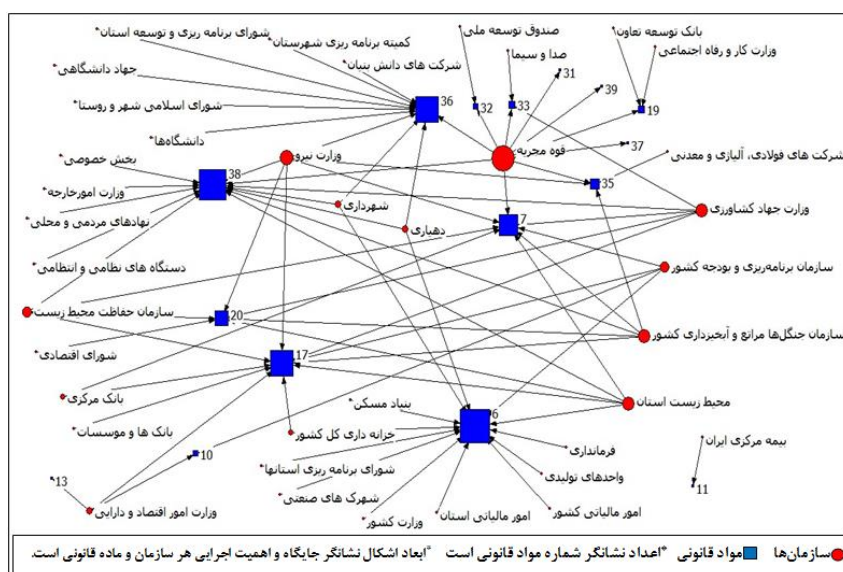 شورای برنامه ریزی و توسعه استان*
کمیته برنامه ریزی شهرستان*
صندوق توسعه ملی
بانک توسعه تعاون*
جهاد دانشگاهی*
شرکت های دانش بنیان*
صدا و سیما
وزارت کار و رفاه اجتماعی
31
39
شورای اسلامی شهر و روستا*
36
32
33
19
دانشگاه‌ها*
وزارت نیرو
قوه مجریه
37
بخش خصوصی*
38
35
شرکت های فولادی، آلیاژی و معدنی
وزارت امورخارجه*
شهرداری
وزارت جهاد کشاورزی
نهادهای مردمی و محلی*
دهیاری
7
دستگاه های نظامی و انتظامی*
سازمان برنامه‌ریزی و بودجه کشور
سازمان حفاظت محیط زیست
20
سازمان جنگل‌ها مراتع و آبخیزداری کشور
شورای اقتصادی*
17
بانک مرکزی
بنیاد مسکن*
محیط زیست استان
بانک ها و موسسات*
خزانه داری کل کشور
6
فرمانداری
بیمه مرکزی ایران
10
شورای برنامه ریزی استانها*
واحدهای تولیدی
13
شهرک های صنعتی*
11
وزارت امور اقتصاد و دارایی
وزارت کشور
امور مالیاتی استان
امور مالیاتی کشور
سازمان‌ها مواد قانونی *اعداد نشانگر شماره مواد قانونی است *ابعاد اشکال نشانگر جایگاه و اهمیت اجرایی هر سازمان و ماده قانونی است.